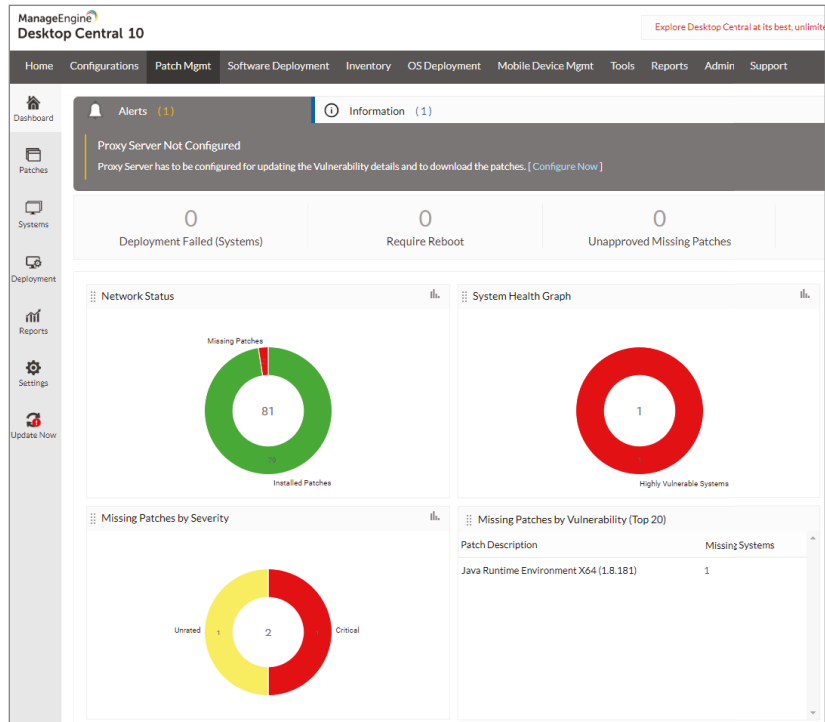 ManageEngine
Desktop Central 10
Explore Desktop Central at its best, unlimite
Home Configurations Patch Mgmt Software Deployment Inventory OS Deployment Mobile Device Mgmt Tools Reports Admin Support
Dashboard
Patches
Systems
Deployment
Reports
Settings
Update Now
Alerts (1)
Information (1)
Proxy Server Not Configured
Proxy Server has to be configured for updating the Vulnerability details and to download the patches. [ Configure Now ]
0
Deployment Failed (Systems)
0
Require Reboot
0
Unapproved Missing Patches
Network Status
Missing Patches
81
Installed Patches
System Health Graph
1
Highly Vulnerable Systems
Missing Patches by Severity
Unrated 1 2 1 Critical
Missing Patches by Vulnerability (Top 20)
Patch Description Missing Systems
Java Runtime Environment X64 (1.8.181) 1